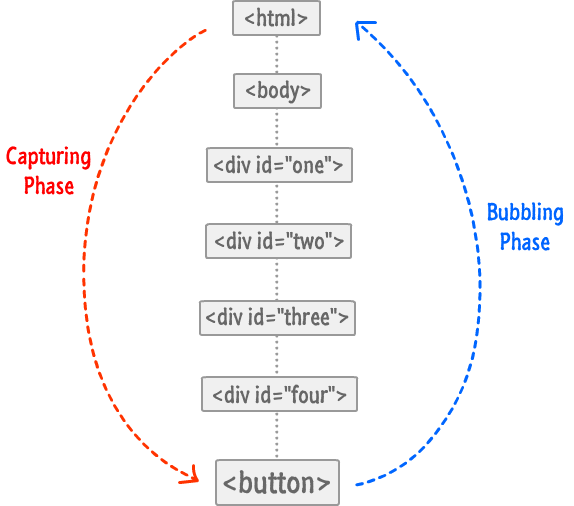 <html>
<body>
Capturing
Phase
<div id="one">
Bubbling
Phase
<div id="two">
<div id="three">
<div id="four">
<button>